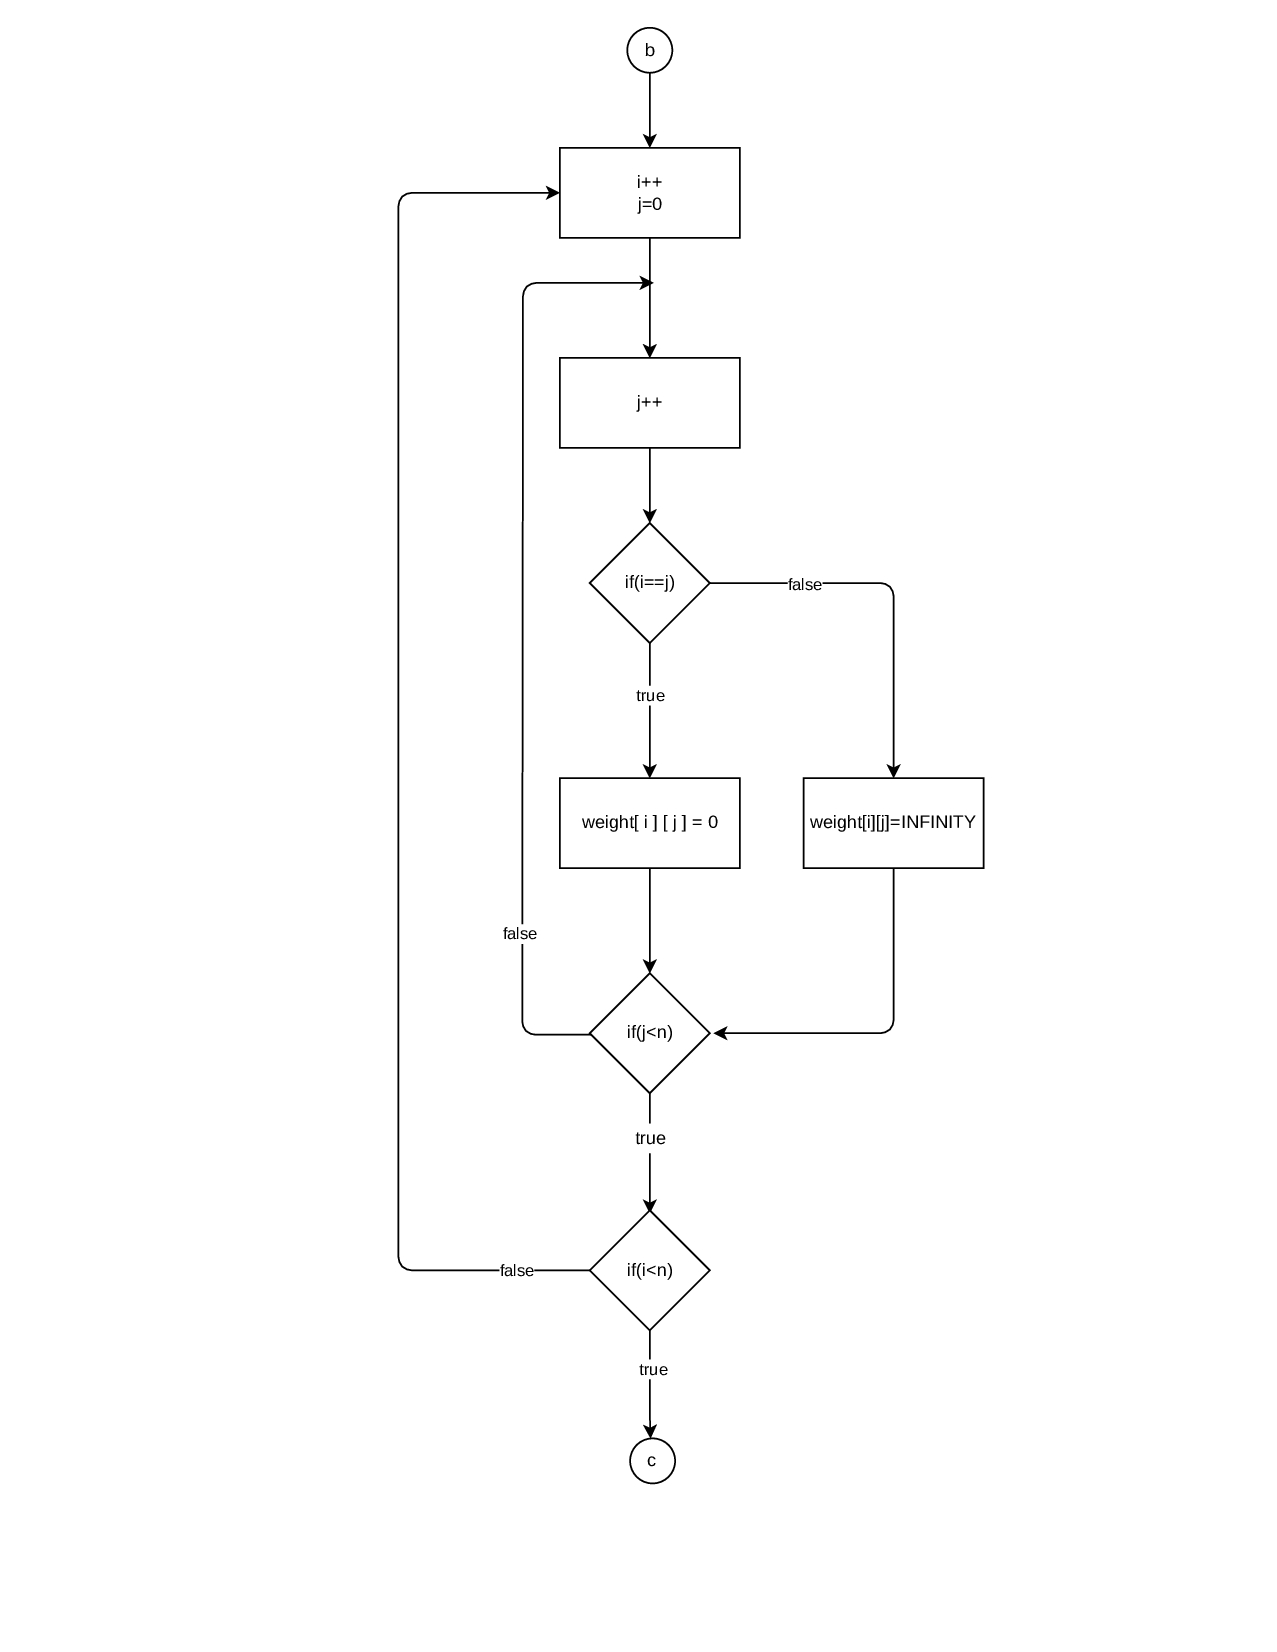 b
i++
j=0
j++
if(i==j)
false
true
weight[ i ] [ j ] = 0
weight[i][j]=INFINITY
false
if(j<n)
true
if(i<n)
false
true
c